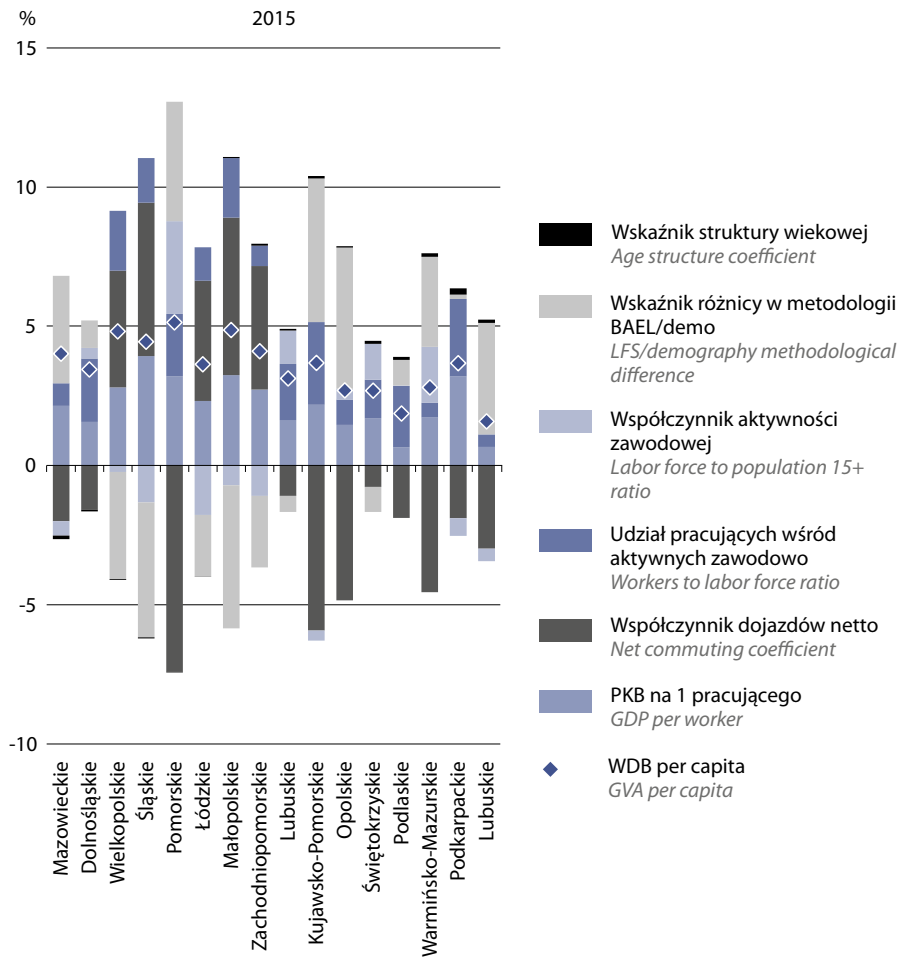 %
2015
15
10
5
0
-5
-10
Mazowieckie
Dolnośląskie
Wielkopolskie
Śląskie
Pomorskie
Łódzkie
Małopolskie
Zachodniopomorskie
Lubuskie
Kujawsko-Pomorskie
Opolskie
Świętokrzyskie
Podlaskie
Warmińsko-Mazurskie
Podkarpackie
Lubuskie
Wskaźnik struktury wiekowej
Age structure coefficient
Wskaźnik różnicy w metodologii
BAEL/demo
LFS/demography methodological
difference
Współczynnik aktywności
zawodowej
Labor force to population 15+
ratio
Udział pracujących wśród
aktywnych zawodowo
Workers to labor force ratio
Współczynnik dojazdów netto
Net commuting coefficient
PKB na 1 pracującego
GDP per worker
WDB per capita
GVA per capita